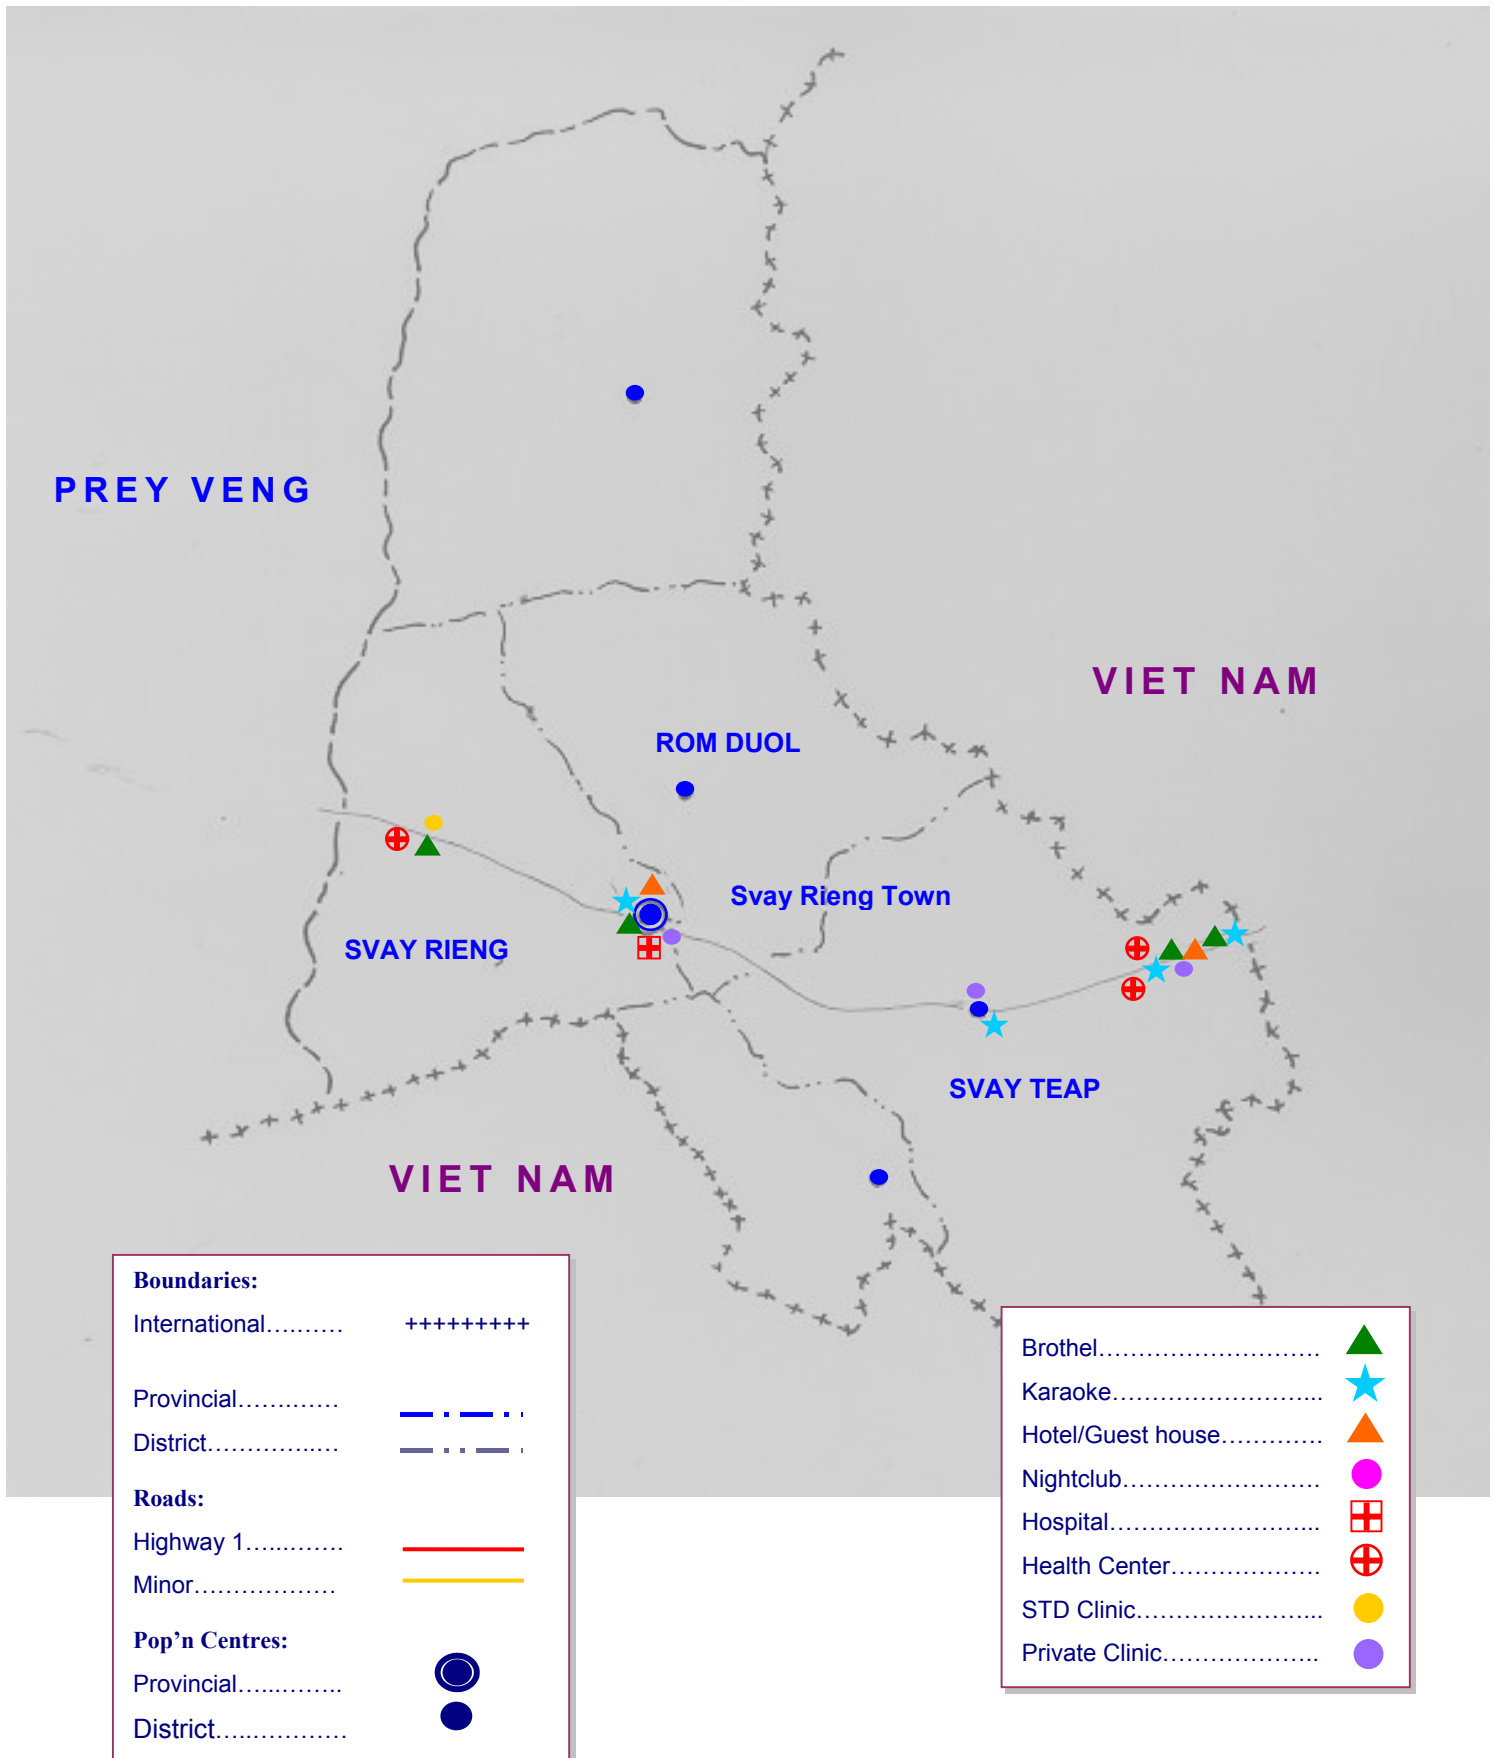 PREY VENG
VIET NAM
ROM DUOL
Svay Rieng Town
SVAY RIENG
SVAY TEAP
VIET NAM
Boundaries:
International….…… +++++++++
Provincial…….……
District…………..…
Roads:
Highway 1…...…….
Minor………………
Pop'n Centres:
Provincial…...……..
District…..…………
Brothel……………………….
Karaoke……………………...
Hotel/Guest house………….
Nightclub…………………….
Hospital……………………...
Health Center……………….
STD Clinic…………………...
Private Clinic………………..